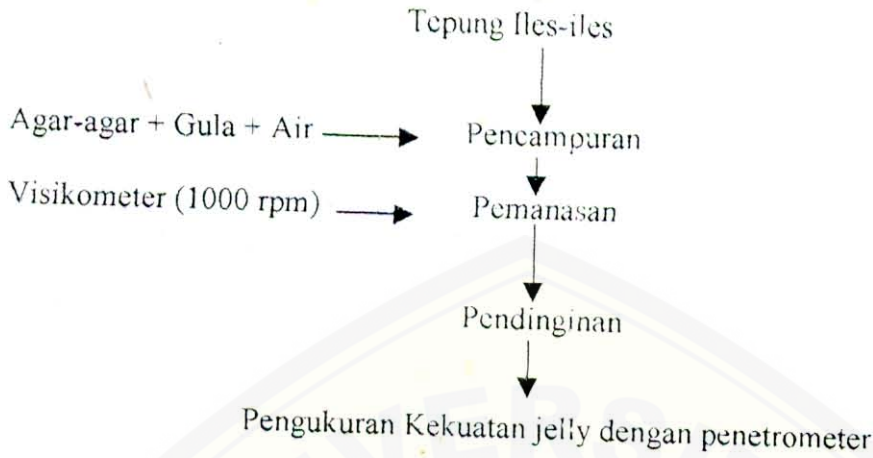 Tepung Iles-iles
Agar-agar + Gula + Air
Pencampuran
Visikometer (1000 rpm)
Pemanasan
Pendinginan
Pengukuran Kekuatan jelly dengan penetrometer